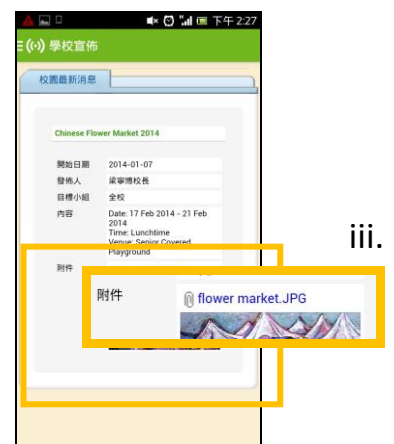 下午 2:27
學校宣佈
校園最新消息
Chinese Flower Market 2014
開始日期 2014-01-07
發佈人 梁寧博校長
目標小組 全校
內容 Date: 17 Feb 2014 - 21 Feb
2014
Time: Lunchtime
Venue: Senior Covered
Playground
附件
iii.
附件 flower market.JPG